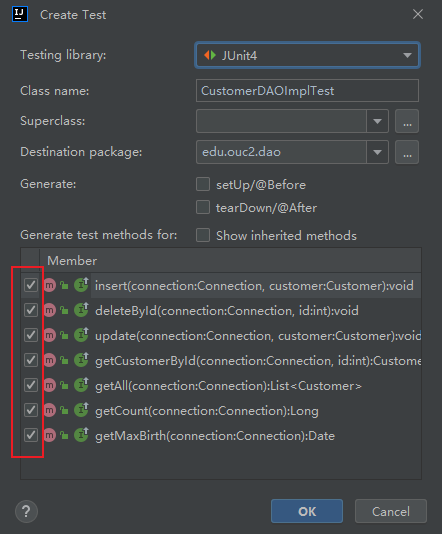 IJ Create Test
Testing library: JUnit4
Class name: CustomerDAOImplTest
Superclass: ...
Destination package: edu.ouc2.dao ...
Generate: setUp/@Before
tearDown/@After
Generate test methods for: Show inherited methods
Member
m I insert(connection:Connection, customer:Customer):void
m I deleteById(connection:Connection, id:int):void
m I update(connection:Connection, customer:Customer):void
m I getCustomerById(connection:Connection, id:int):Custome
m I getAll(connection:Connection):List<Customer>
m I getCount(connection:Connection):Long
m I getMaxBirth(connection:Connection):Date
? OK Cancel